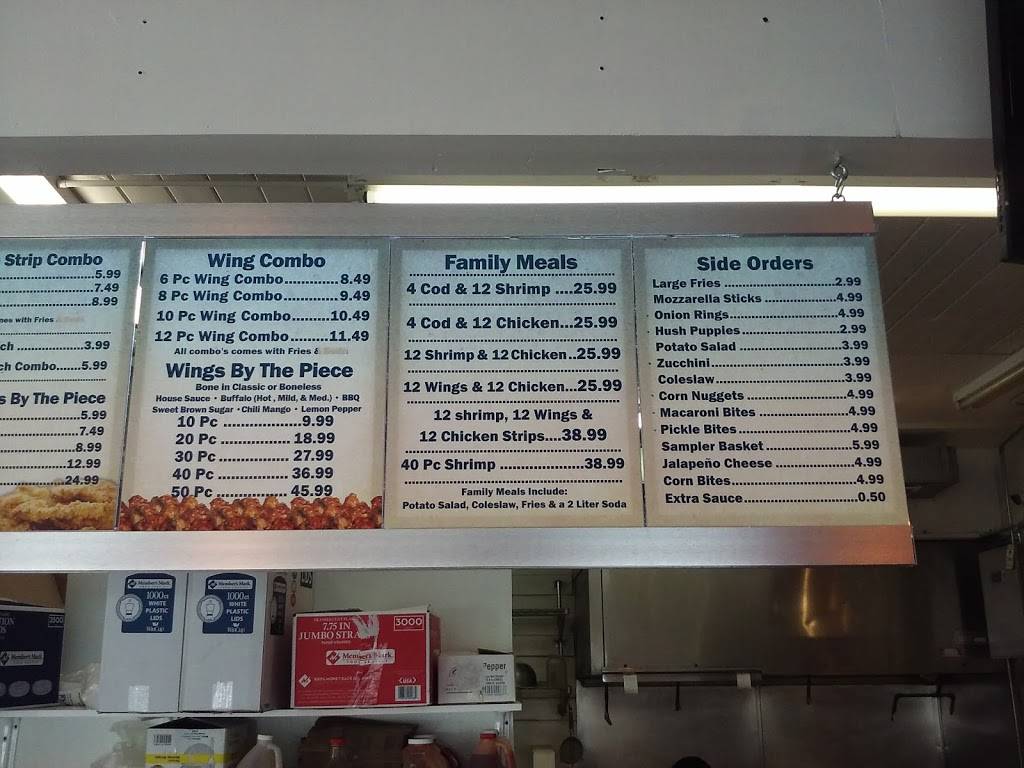 Strip Combo
5.99
7.49
8.99
with Fries
3.99
Combo......5.99
By The Piece
5.99
7.49
8.99
12.99
24.99
Wing Combo
6 Pc Wing Combo...........8.49
8 Pc Wing Combo...........9.49
10 Pc Wing Combo........10.49
12 Pc Wing Combo........11.49
All combo's comes with Fries &
Wings By The Piece
Bone in Classic or Boneless
House Sauce • Buffalo (Hot , Mild, & Med.) • BBQ
Sweet Brown Sugar • Chili Mango • Lemon Pepper
10 Pc ................9.99
20 Pc .............. 18.99
30 Pc .............. 27.99
40 Pc .............. 36.99
50 Pc .............. 45.99
Family Meals
4 Cod & 12 Shrimp ....25.99
4 Cod & 12 Chicken...25.99
12 Shrimp & 12 Chicken..25.99
12 Wings & 12 Chicken...25.99
12 shrimp, 12 Wings &
12 Chicken Strips....38.99
40 Pc Shrimp ..................38.99
Family Meals Include:
Potato Salad, Coleslaw, Fries & a 2 Liter Soda
Side Orders
Large Fries ........................2.99
Mozzarella Sticks ................4.99
Onion Rings........................4.99
Hush Puppies .....................2.99
Potato Salad ......................3.99
Zucchini.............................3.99
Coleslaw............................3.99
Corn Nuggets .....................4.99
Macaroni Bites ...................4.99
Pickle Bites........................4.99
Sampler Basket..................5.99
Jalapeño Cheese ................4.99
Corn Bites..........................4.99
Extra Sauce.......................0.50
Member's Mark
1000ct
WHITE
PLASTIC
LIDS
Member's Mark
1000ct
WHITE
PLASTIC
LIDS
2500
Member's Mark
7.75 IN
JUMBO STRA
3000
Member's Mark
USA
Pepper